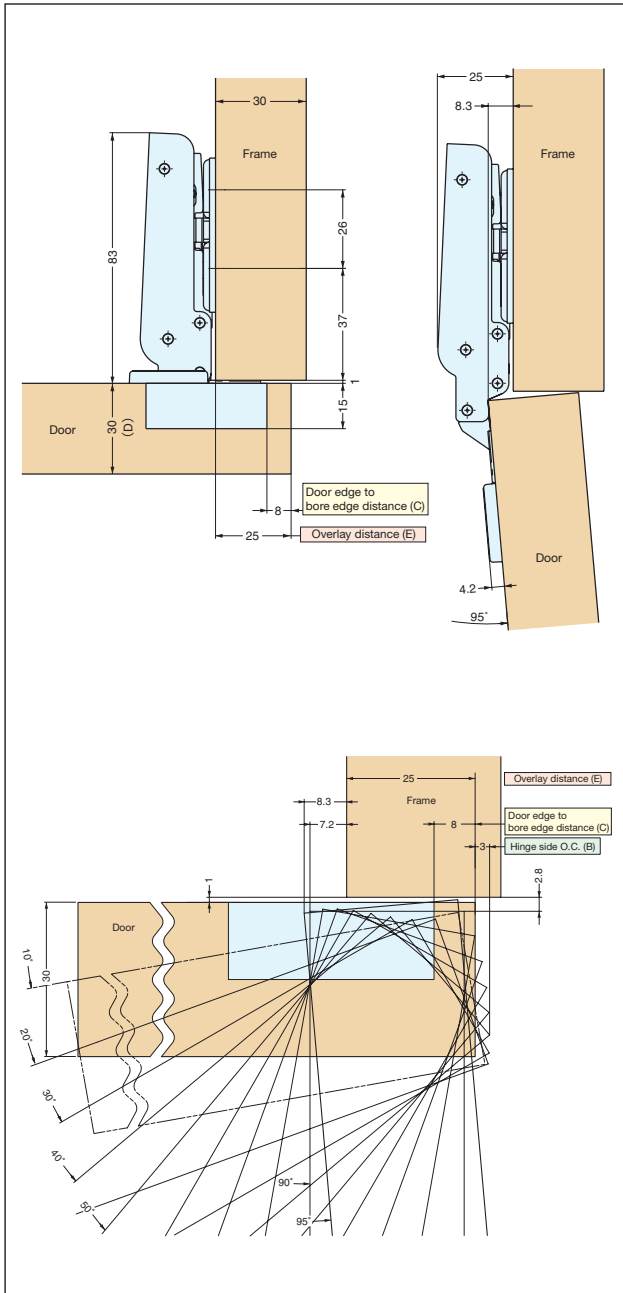 30
Frame
83
26
37
1
15
Door
30
(D)
Door edge to
bore edge distance (C)
8
25
Overlay distance (E)
25
8.3
Frame
Door
4.2
95°
25
Overlay distance (E)
8.3
Frame
7.2
8
Door edge to
bore edge distance (C)
3
Hinge side O.C. (B)
2.8
1
Door
30
10°
20°
30°
40°
50°
90°
95°